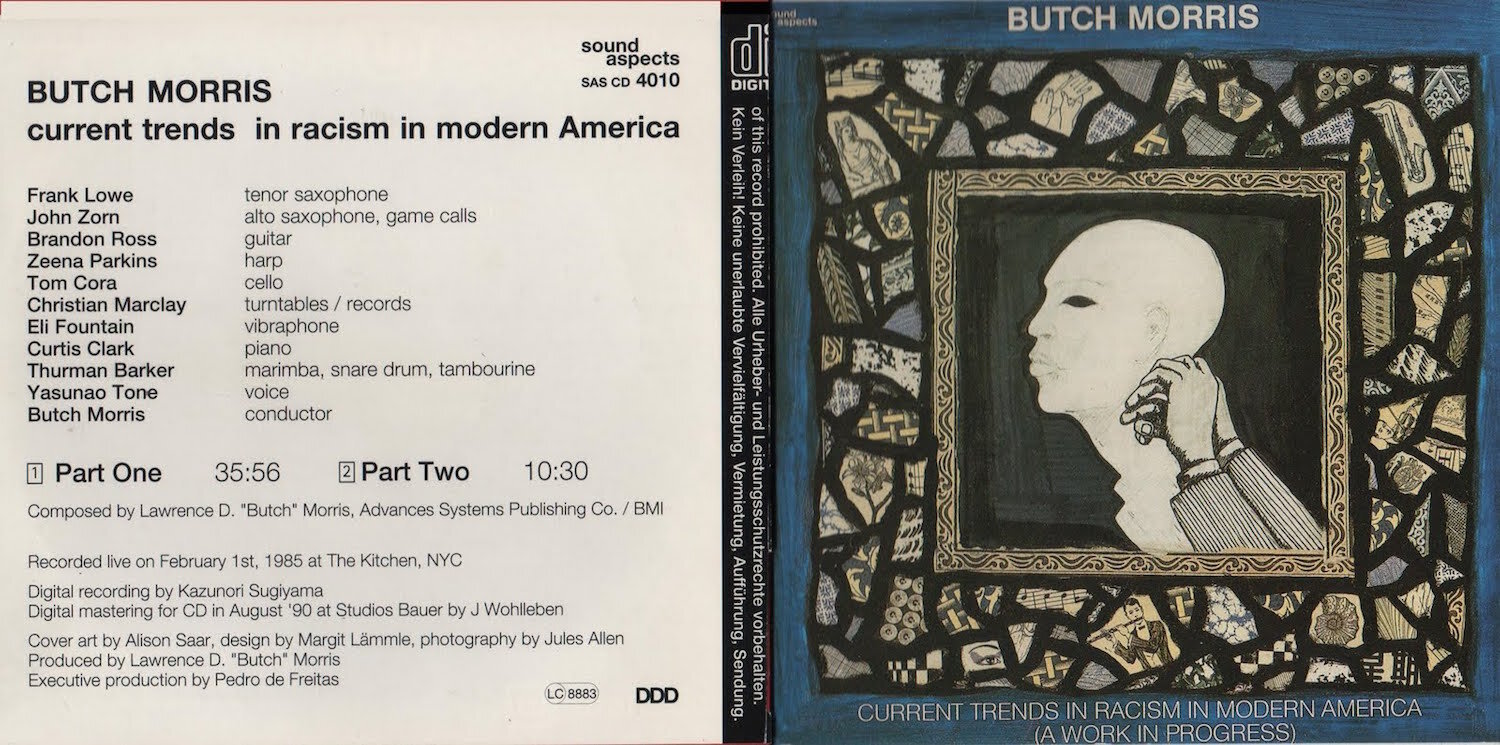 sound
aspects
SAS CD 4010
BUTCH MORRIS
current trends in racism in modern America
Frank Lowe tenor saxophone
John Zorn alto saxophone, game calls
Brandon Ross guitar
Zeena Parkins harp
Tom Cora cello
Christian Marclay turntables / records
Eli Fountain vibraphone
Curtis Clark piano
Thurman Barker marimba, snare drum, tambourine
Yasunao Tone voice
Butch Morris conductor
1 Part One 35:56 2 Part Two 10:30
Composed by Lawrence D. "Butch" Morris, Advances Systems Publishing Co. / BMI
Recorded live on February 1st, 1985 at The Kitchen, NYC
Digital recording by Kazunori Sugiyama
Digital mastering for CD in August '90 at Studios Bauer by J Wohlleben
Cover art by Alison Saar, design by Margit Lämmle, photography by Jules Allen
Produced by Lawrence D. "Butch" Morris
Executive production by Pedro de Freitas
LC 8883 DDD
of this record prohibited. Alle Urheber- und Leistungsschutzrechte vorbehalten.
Kein Verleih! Keine unerlaubte Vervielfältigung, Vermietung, Aufführung, Sendung.
aspects
BUTCH MORRIS
CURRENT TRENDS IN RACISM IN MODERN AMERICA
(A WORK IN PROGRESS)